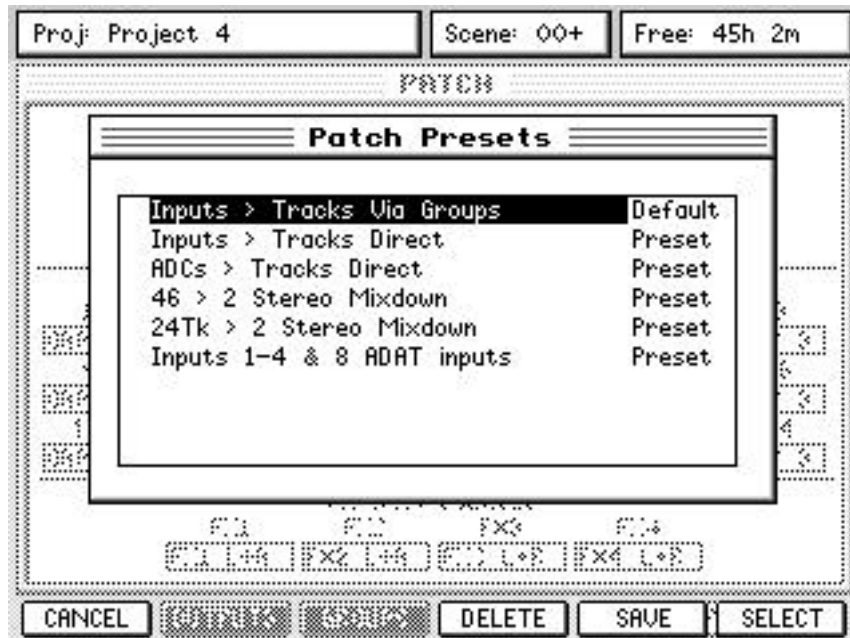 Proj: Project 4
Scene: 00+
Free: 45h 2m
PATCH
Patch Presets
Inputs > Tracks Via Groups Default
Inputs > Tracks Direct Preset
ADCs > Tracks Direct Preset
46 > 2 Stereo Mixdown Preset
24Tk > 2 Stereo Mixdown Preset
Inputs 1-4 & 8 ADAT inputs Preset
FX3
CANCEL
DELETE
SAVE
SELECT